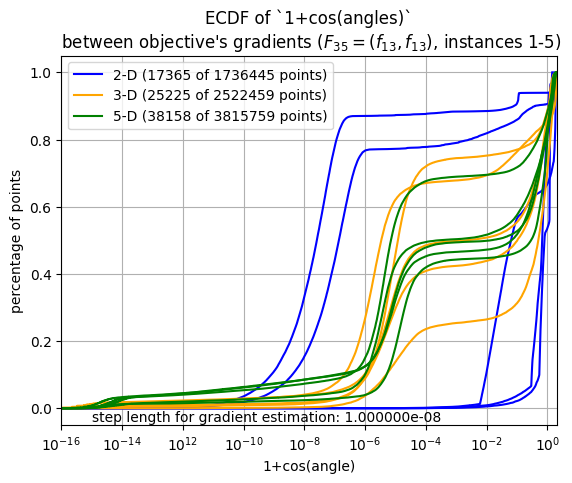 ECDF of `1+cos(angles)`
between objective's gradients (F₃₅ = (f₁₃, f₁₃), instances 1-5)
2-D (17365 of 1736445 points)
3-D (25225 of 2522459 points)
5-D (38158 of 3815759 points)
percentage of points
1.0
0.8
0.6
0.4
0.2
0.0
step length for gradient estimation: 1.000000e-08
10⁻¹⁶ 10⁻¹⁴ 10⁻¹² 10⁻¹⁰ 10⁻⁸ 10⁻⁶ 10⁻⁴ 10⁻² 10⁰
1+cos(angle)